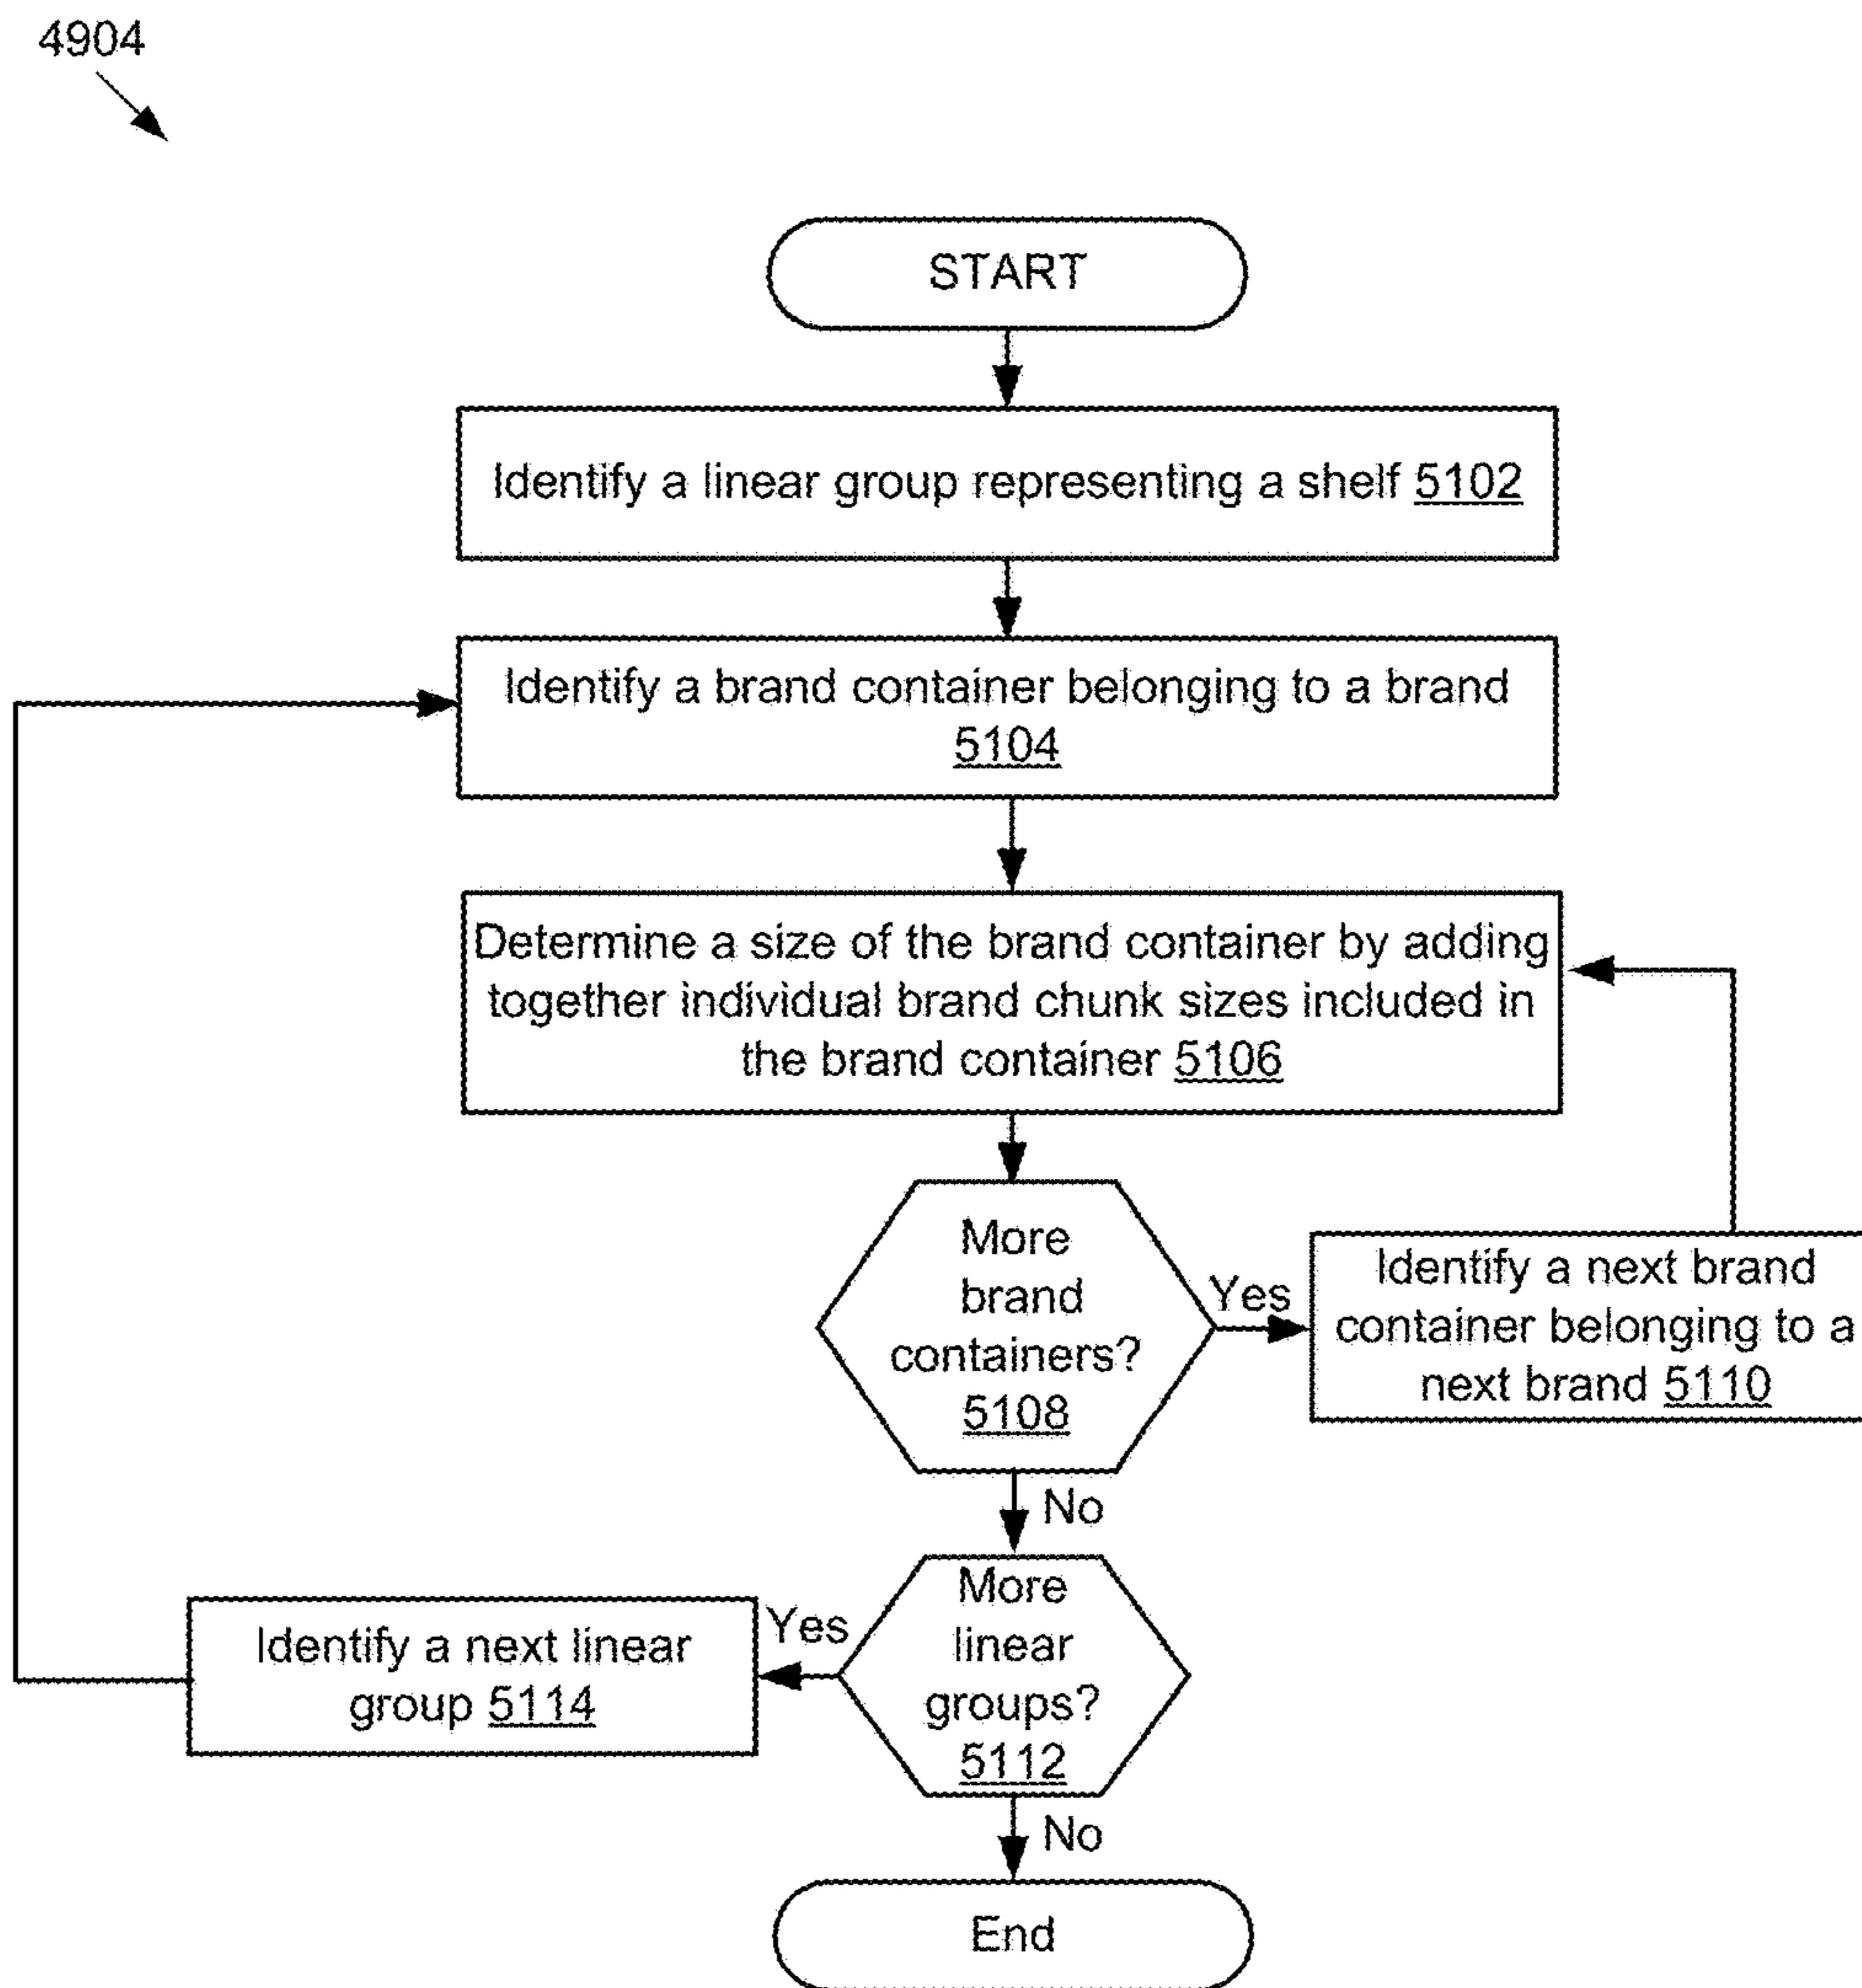 4904
START
Identify a linear group representing a shelf 5102
Identify a brand container belonging to a brand
5104
Determine a size of the brand container by adding
together individual brand chunk sizes included in
the brand container 5106
More
brand
containers?
5108
Yes
Identify a next brand
container belonging to a
next brand 5110
No
More
linear
groups?
5112
Yes
Identify a next linear
group 5114
No
End